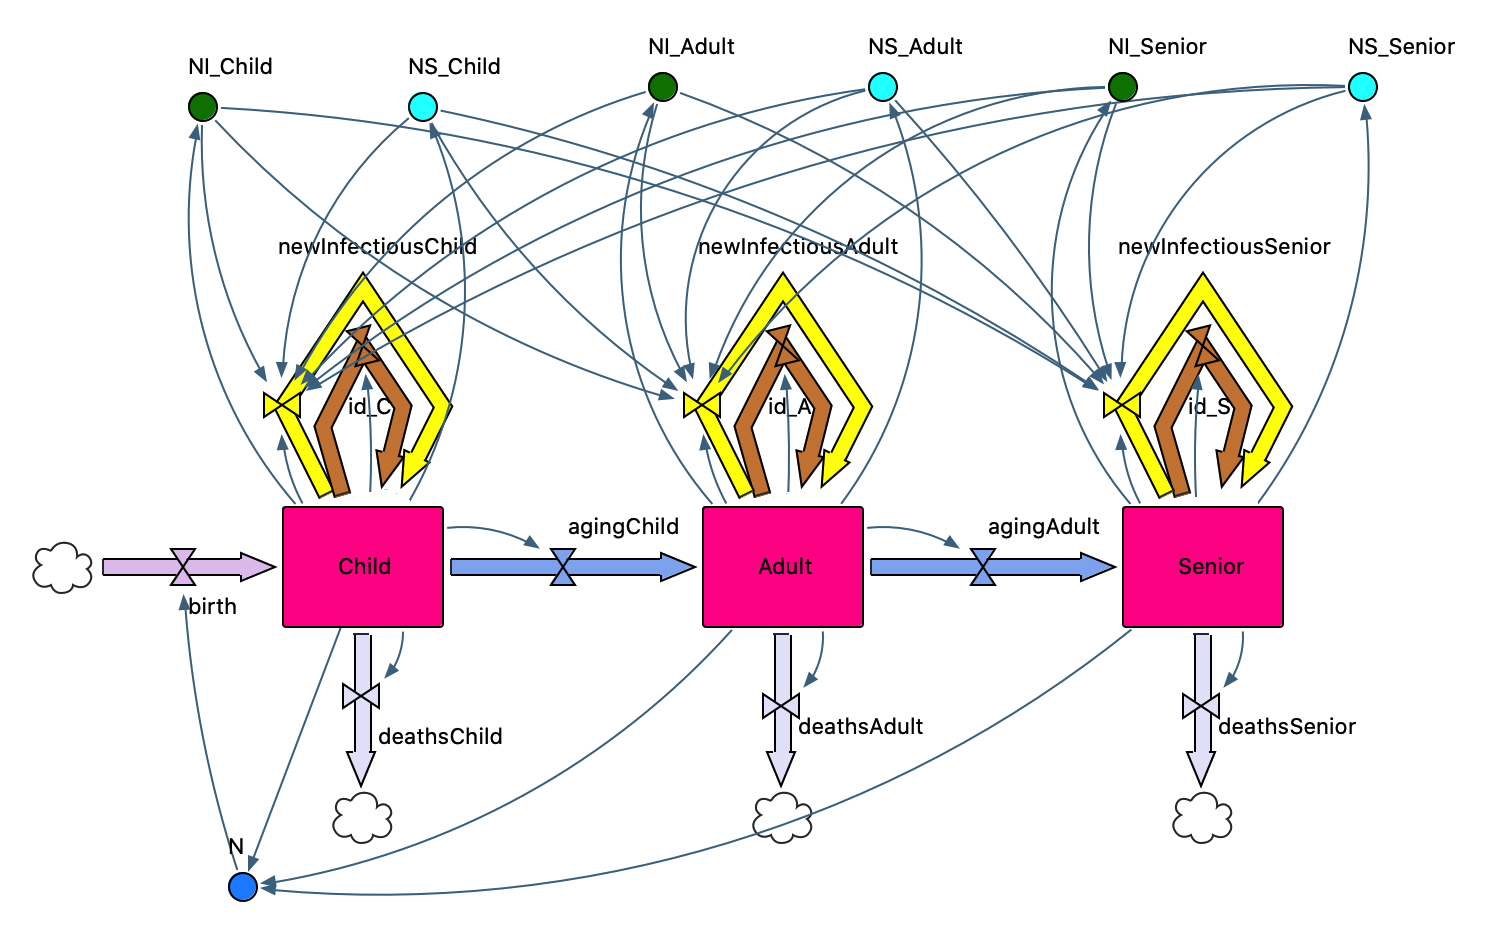 NI_Child
NS_Child
NI_Adult
NS_Adult
NI_Senior
NS_Senior
newInfectiousChild
newInfectiousAdult
newInfectiousSenior
id_C
id_A
id_S
agingChild
agingAdult
Child
Adult
Senior
birth
deathsChild
deathsAdult
deathsSenior
N